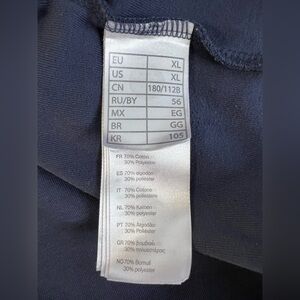 EU XL
US XL
CN 180/112B
RU/BY 56
MX EG
BR GG
KR 105
FR 70% Coton
30% Polyester
ES 70% algodón
30% poliéster
IT 70% Cotone
30% poliestere
NL 70% Katoen
30% polyester
PT 70% Algodão
30% Poliéster
GR 70% βαμβάκι
30% πολυεστέρας
NO 70% Bomull
30% polyester